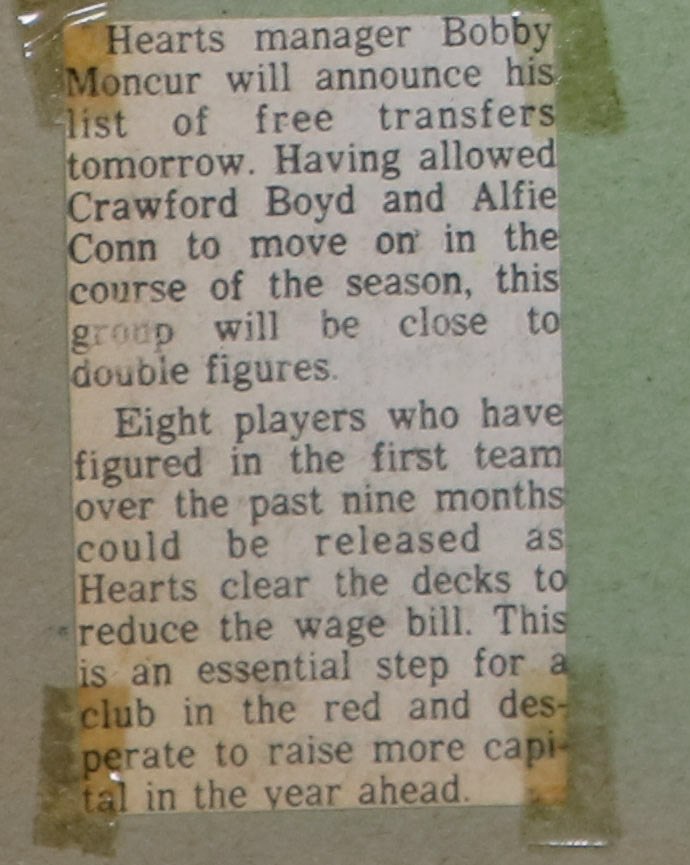 Hearts manager Bobby
Moncur will announce his
list of free transfers
tomorrow. Having allowed
Crawford Boyd and Alfie
Conn to move on in the
course of the season, this
group will be close to
double figures.
Eight players who have
figured in the first team
over the past nine months
could be released as
Hearts clear the decks to
reduce the wage bill. This
is an essential step for a
club in the red and des-
perate to raise more capi-
tal in the year ahead.